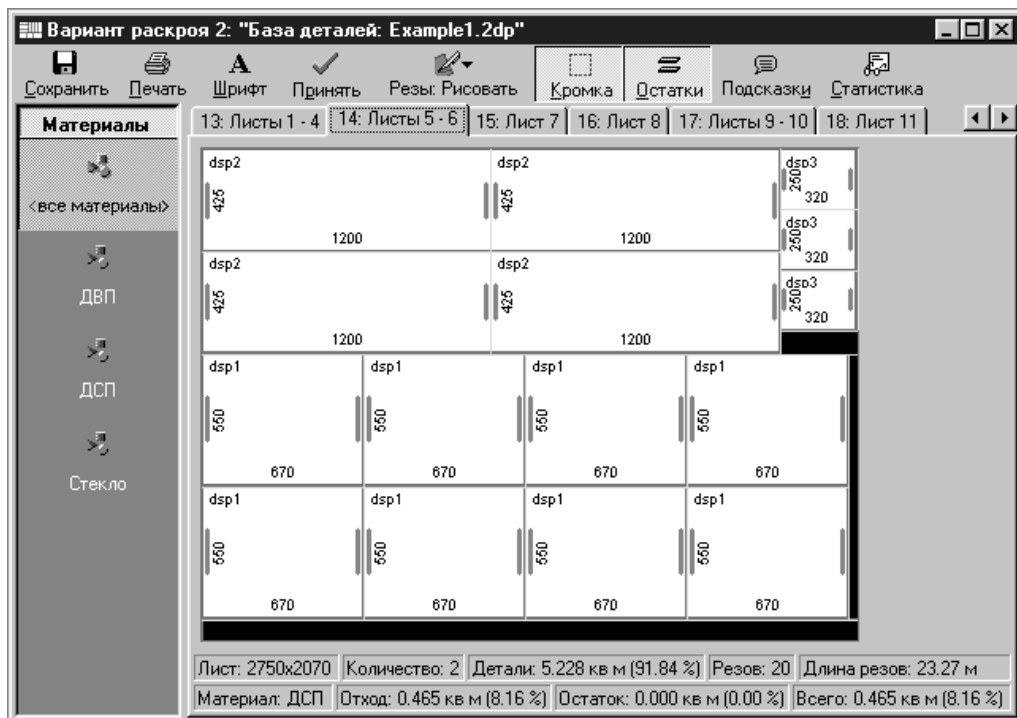 Вариант раскроя 2: "База деталей: Example1.2dp"
Сохранить Печать Шрифт Принять Резы: Рисовать Кромка Остатки Подсказки Статистика
Материалы
13: Листы 1 - 4 14: Листы 5 - 6 15: Лист 7 16: Лист 8 17: Листы 9 - 10 18: Лист 11
<все материалы>
ДВП
ДСП
Стекло
dsp2 dsp2 dsp3
425 425 250
320
1200 1200
dsp3
250
320
dsp2 dsp2
425 425
dsp3
250
320
1200 1200
dsp1 dsp1 dsp1 dsp1
550 550 550 550
670 670 670 670
dsp1 dsp1 dsp1 dsp1
550 550 550 550
670 670 670 670
Лист: 2750x2070 Количество: 2 Детали: 5.228 кв м (91.84 %) Резов: 20 Длина резов: 23.27 м
Материал: ДСП Отход: 0.465 кв м (8.16 %) Остаток: 0.000 кв м (0.00 %) Всего: 0.465 кв м (8.16 %)